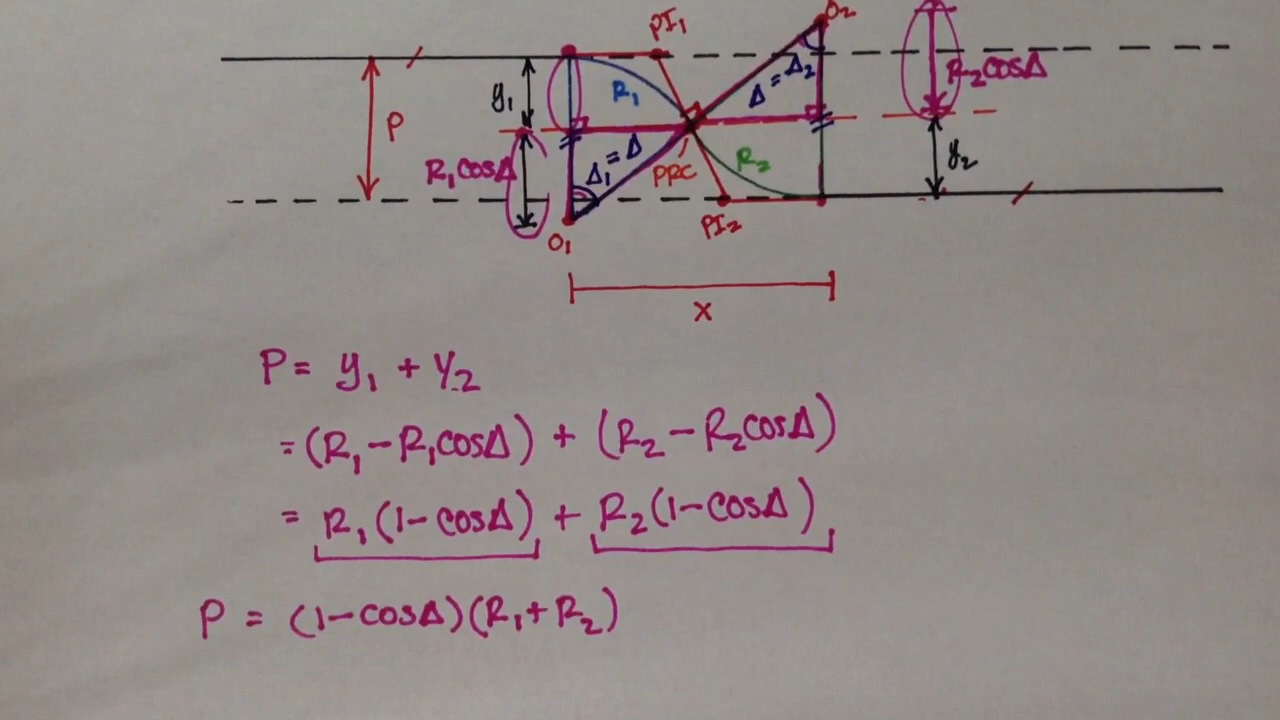 PI₁
O₂
R₁
Δ = Δ₂
R₂cosΔ
y₁
P
R₁cosΔ
Δ₁ = Δ
PRC
R₂
y₂
PI₂
O₁
X
P = y₁ + y₂
= (R₁ - R₁cosΔ) + (R₂ - R₂cosΔ)
= R₁(1 - cosΔ) + R₂(1 - cosΔ)
P = (1 - cosΔ)(R₁ + R₂)